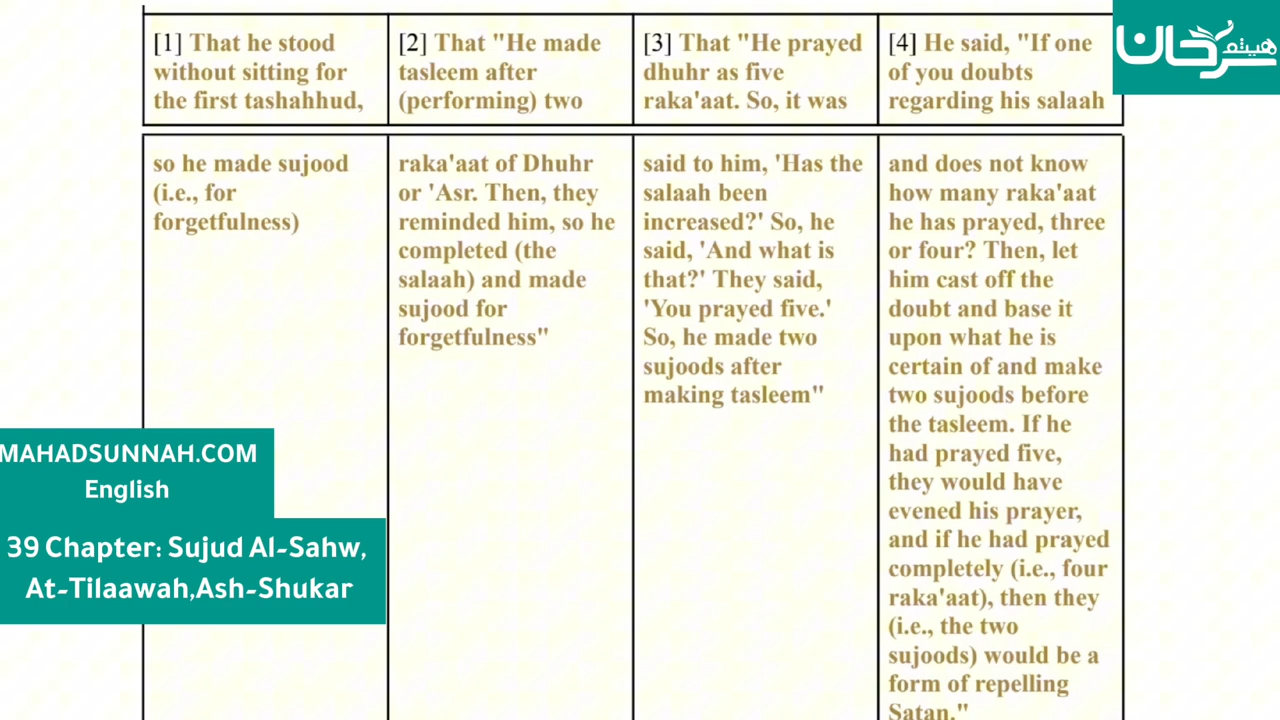 [1] That he stood
without sitting for
the first tashahhud,
so he made sujood
(i.e., for
forgetfulness)
[2] That "He made
tasleem after
(performing) two
raka'aat of Dhuhr
or 'Asr. Then, they
reminded him, so he
completed (the
salaah) and made
sujood for
forgetfulness"
[3] That "He prayed
dhuhr as five
raka'aat. So, it was
said to him, 'Has the
salaah been
increased?' So, he
said, 'And what is
that?' They said,
'You prayed five.'
So, he made two
sujoods after
making tasleem"
[4] He said, "If one
of you doubts
regarding his salaah
and does not know
how many raka'aat
he has prayed, three
or four? Then, let
him cast off the
doubt and base it
upon what he is
certain of and make
two sujoods before
the tasleem. If he
had prayed five,
they would have
evened his prayer,
and if he had prayed
completely (i.e., four
raka'aat), then they
(i.e., the two
sujoods) would be a
form of repelling
Satan."
هيثم سرحان
MAHADSUNNAH.COM
English
39 Chapter: Sujud Al-Sahw,
At-Tilaawah,Ash-Shukar